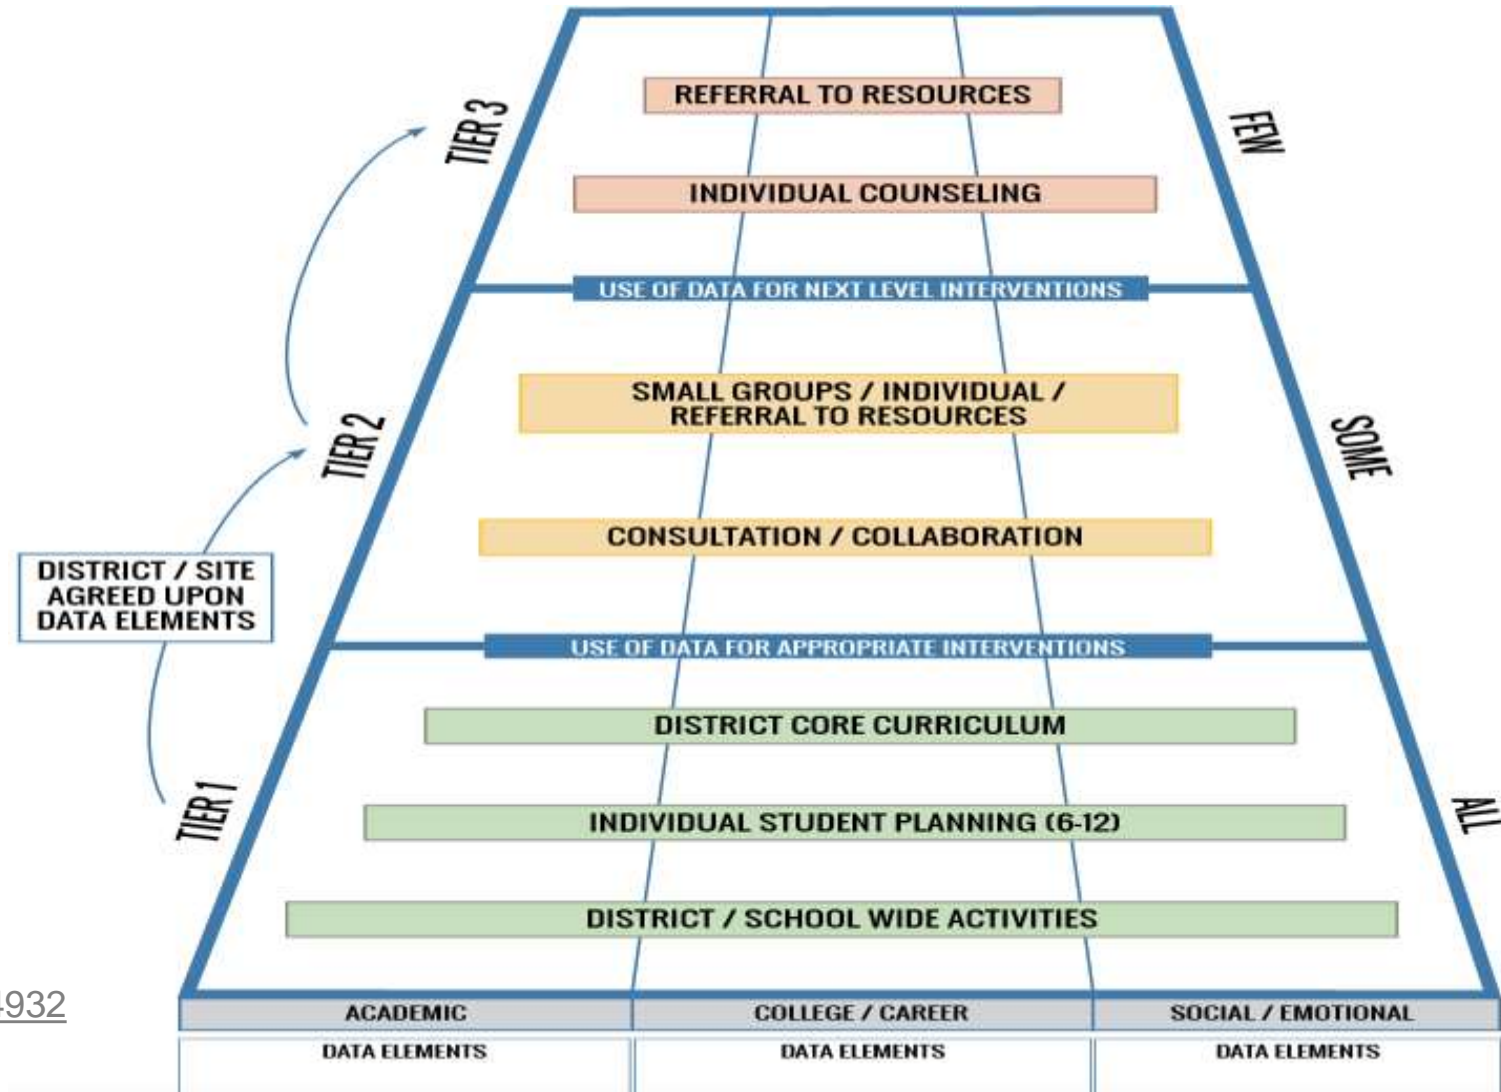 REFERRAL TO RESOURCES
TIER 3
FEW
INDIVIDUAL COUNSELING
USE OF DATA FOR NEXT LEVEL INTERVENTIONS
SMALL GROUPS / INDIVIDUAL /
REFERRAL TO RESOURCES
TIER 2
SOME
CONSULTATION / COLLABORATION
DISTRICT / SITE
AGREED UPON
DATA ELEMENTS
USE OF DATA FOR APPROPRIATE INTERVENTIONS
DISTRICT CORE CURRICULUM
TIER 1
ALL
INDIVIDUAL STUDENT PLANNING (6-12)
DISTRICT / SCHOOL WIDE ACTIVITIES
4932
ACADEMIC
COLLEGE / CAREER
SOCIAL / EMOTIONAL
DATA ELEMENTS
DATA ELEMENTS
DATA ELEMENTS